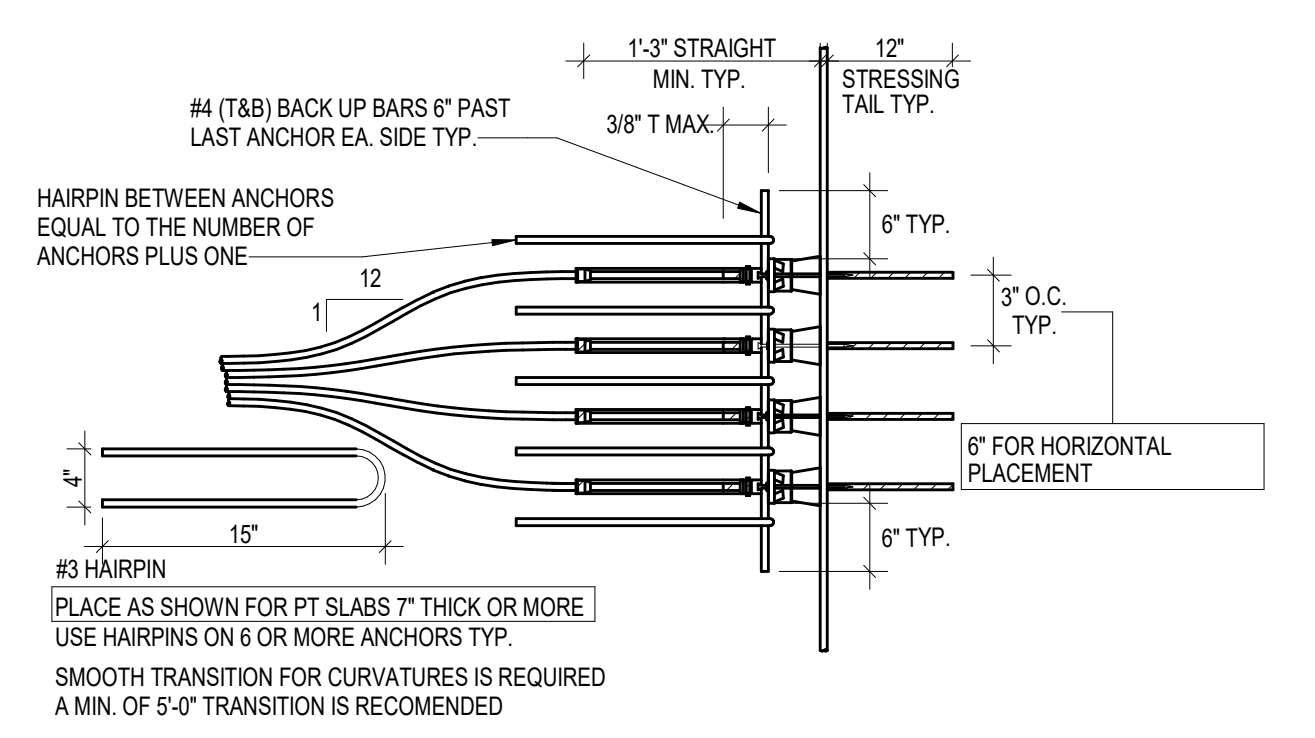 1'-3" STRAIGHT
MIN. TYP.
12"
STRESSING
TAIL TYP.
#4 (T&B) BACK UP BARS 6" PAST
LAST ANCHOR EA. SIDE TYP.
3/8" T MAX.
HAIRPIN BETWEEN ANCHORS
EQUAL TO THE NUMBER OF
ANCHORS PLUS ONE
6" TYP.
12
1
3" O.C.
TYP.
6" FOR HORIZONTAL
PLACEMENT
4"
15"
6" TYP.
#3 HAIRPIN
PLACE AS SHOWN FOR PT SLABS 7" THICK OR MORE
USE HAIRPINS ON 6 OR MORE ANCHORS TYP.
SMOOTH TRANSITION FOR CURVATURES IS REQUIRED
A MIN. OF 5'-0" TRANSITION IS RECOMENDED